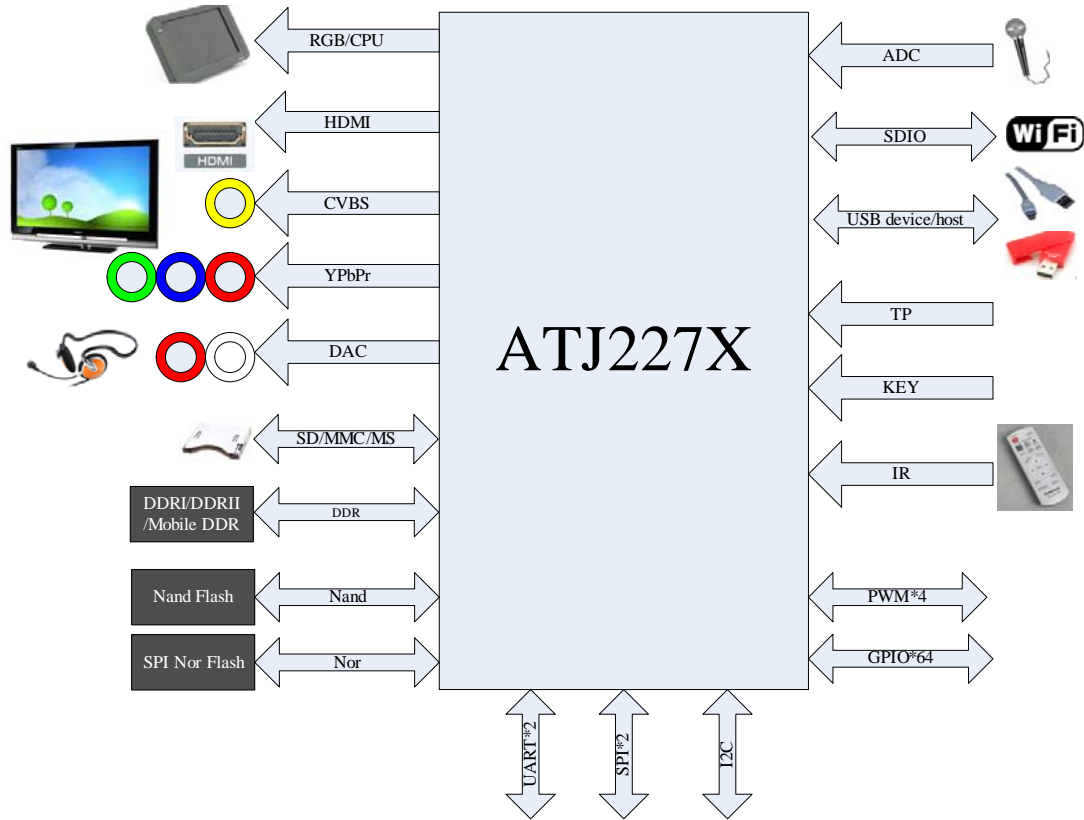 RGB/CPU
HDMI
HDMI
CVBS
YPbPr
DAC
SD/MMC/MS
DDRI/DDRII
/Mobile DDR
DDR
Nand Flash
Nand
SPI Nor Flash
Nor
ATJ227X
ADC
SDIO
Wi Fi
USB device/host
TP
KEY
IR
PWM*4
GPIO*64
UART*2
SPI*2
I2C